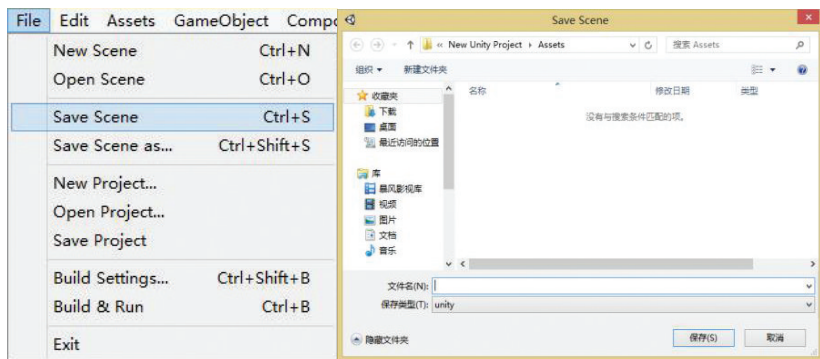 File Edit Assets GameObject Compo
New Scene Ctrl+N
Open Scene Ctrl+O
Save Scene Ctrl+S
Save Scene as... Ctrl+Shift+S
New Project...
Open Project...
Save Project
Build Settings... Ctrl+Shift+B
Build & Run Ctrl+B
Exit
Save Scene
« New Unity Project › Assets
搜索 Assets
组织 新建文件夹
名称 修改日期 类型
没有与搜索条件匹配的项。
收藏夹
下载
桌面
最近访问的位置
库
暴风影视库
视频
图片
文档
音乐
文件名(N):
保存类型(T): unity
隐藏文件夹
保存(S) 取消